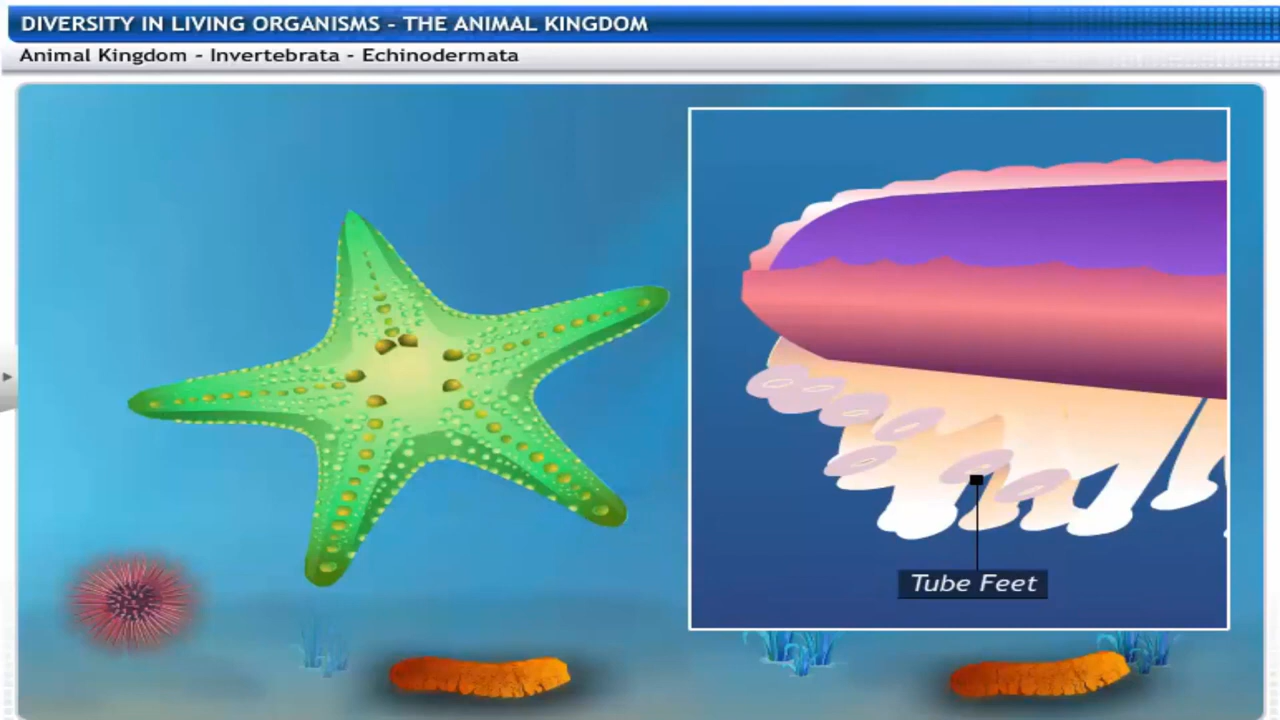 DIVERSITY IN LIVING ORGANISMS - THE ANIMAL KINGDOM
Animal Kingdom - Invertebrata - Echinodermata
Tube Feet